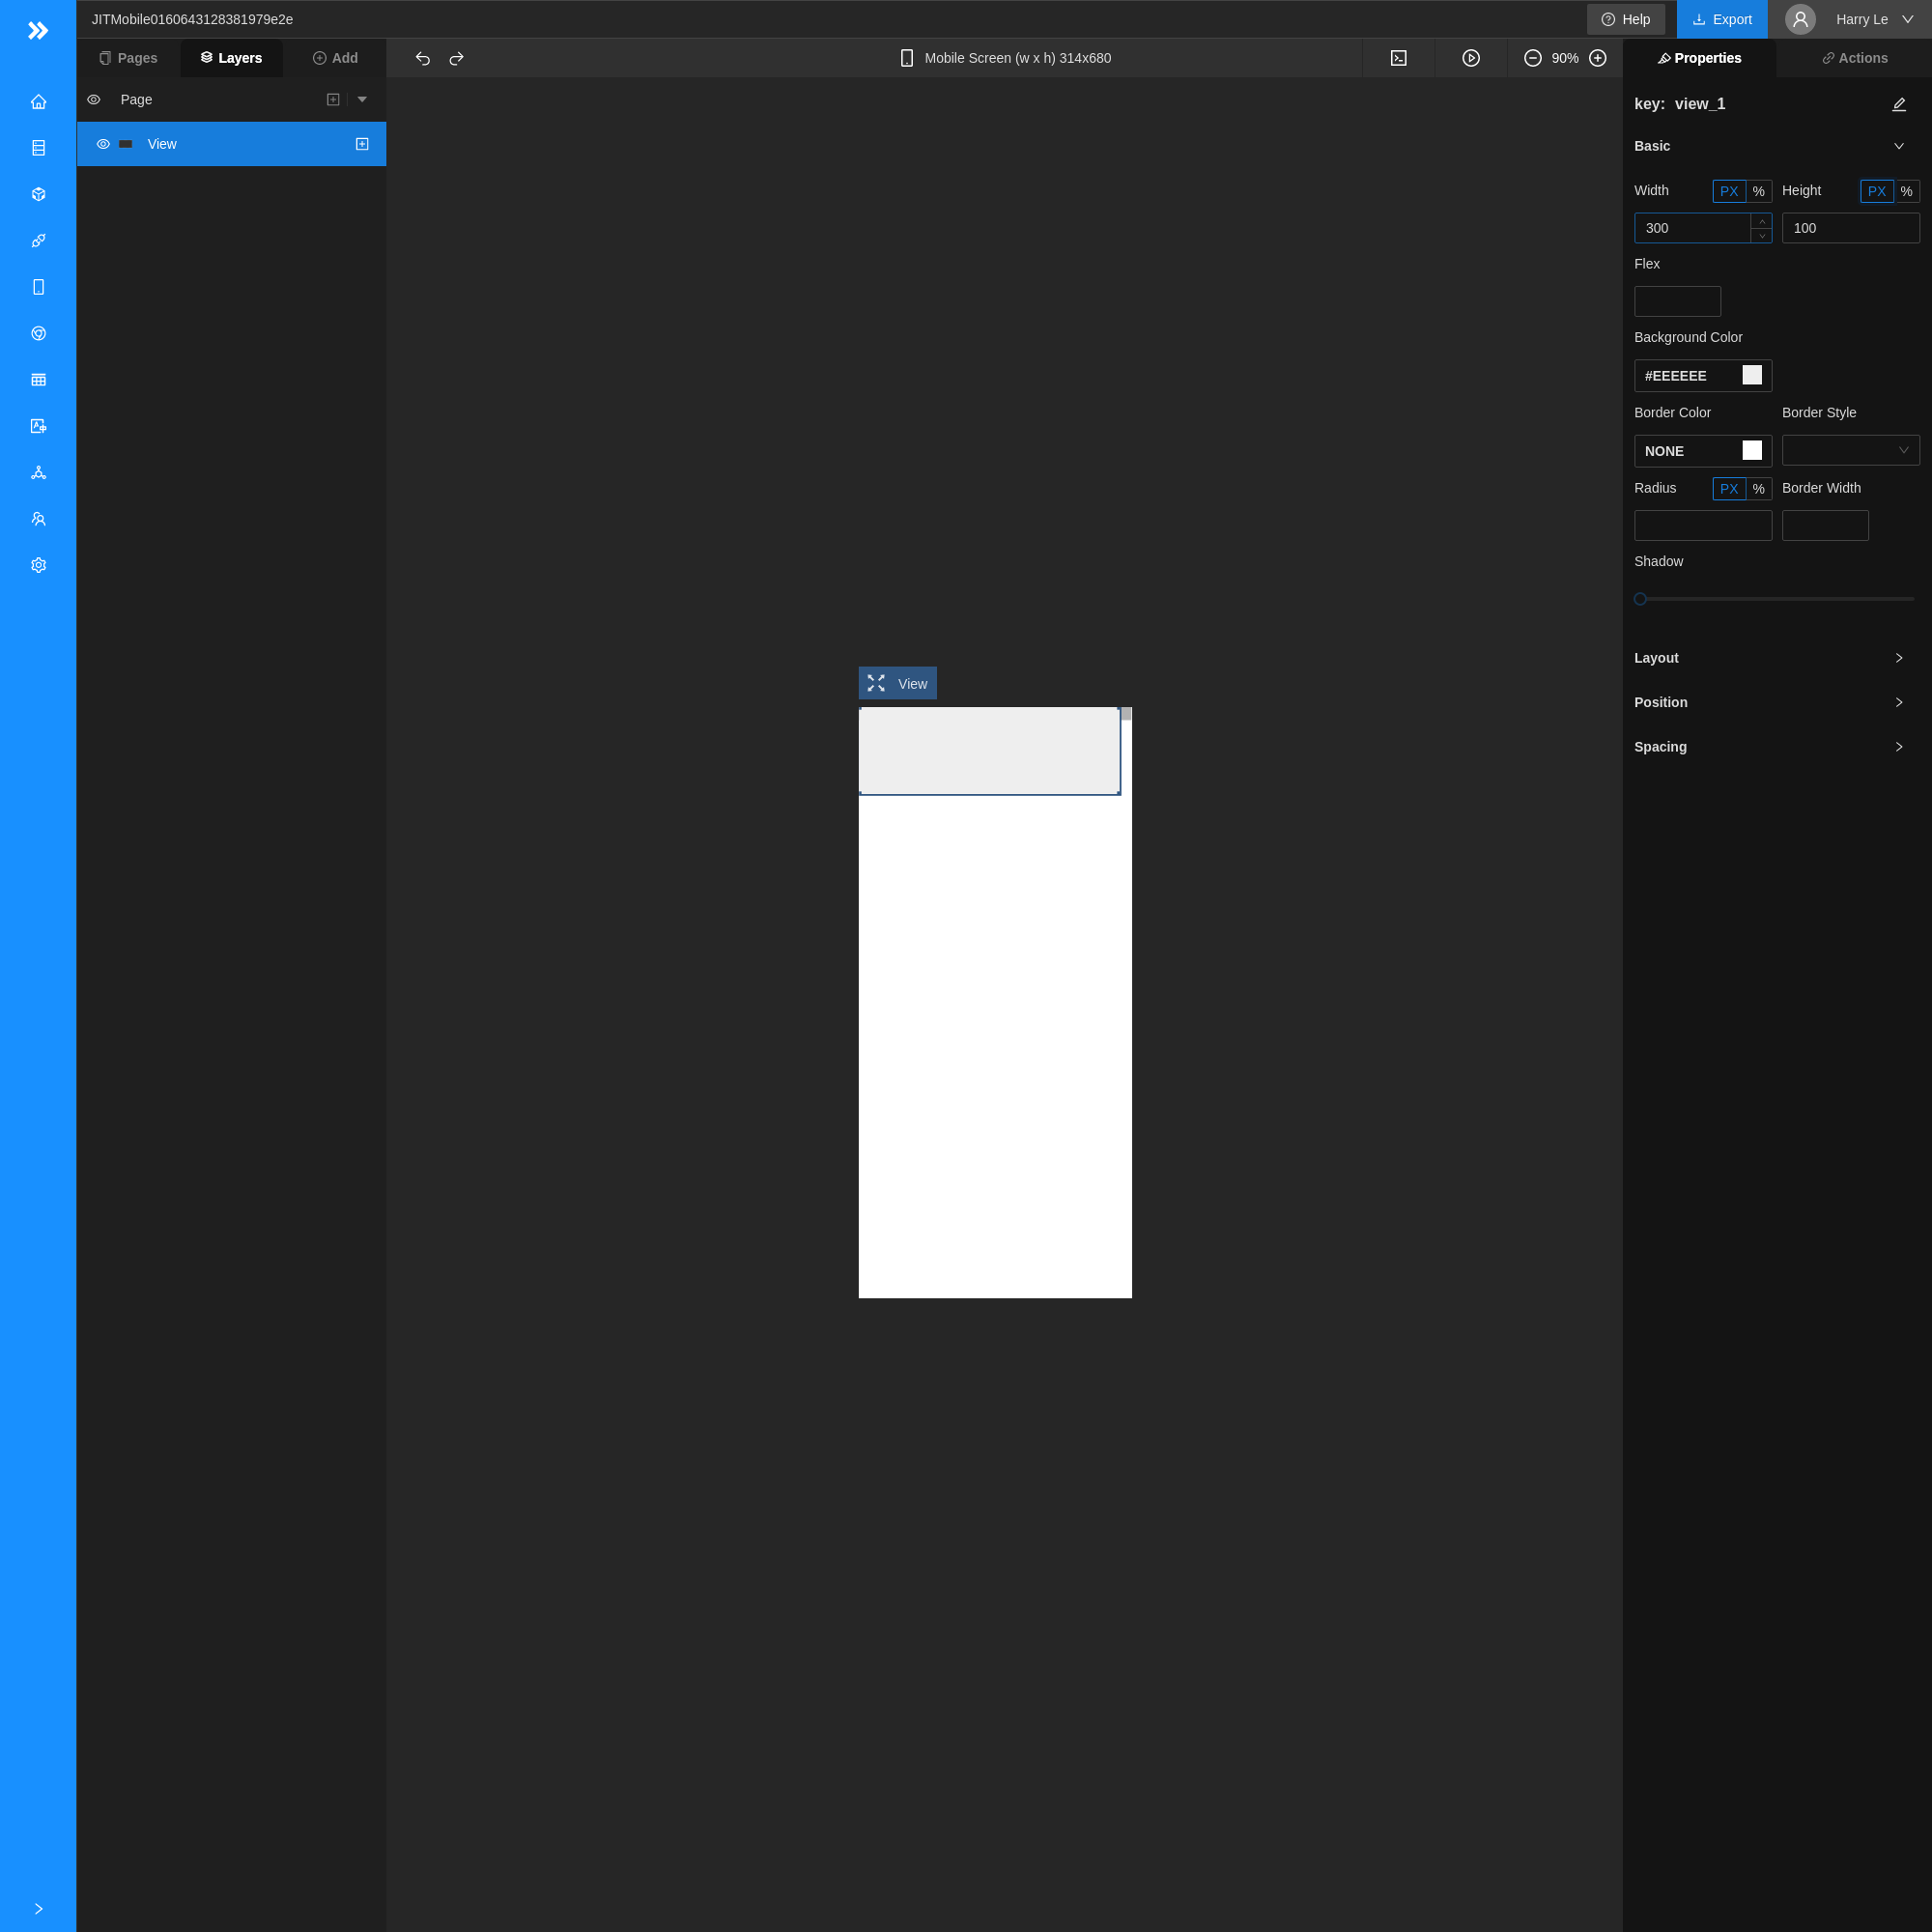 JITMobile0160643128381979e2e
Help
Export
Harry Le
Pages
Layers
Add
Mobile Screen (w x h) 314x680
90%
Properties
Actions
Page
View
key: view_1
Basic
Width PX % Height PX %
300 100
Flex
Background Color
#EEEEEE
Border Color Border Style
NONE
Radius PX % Border Width
Shadow
Layout
Position
Spacing
View